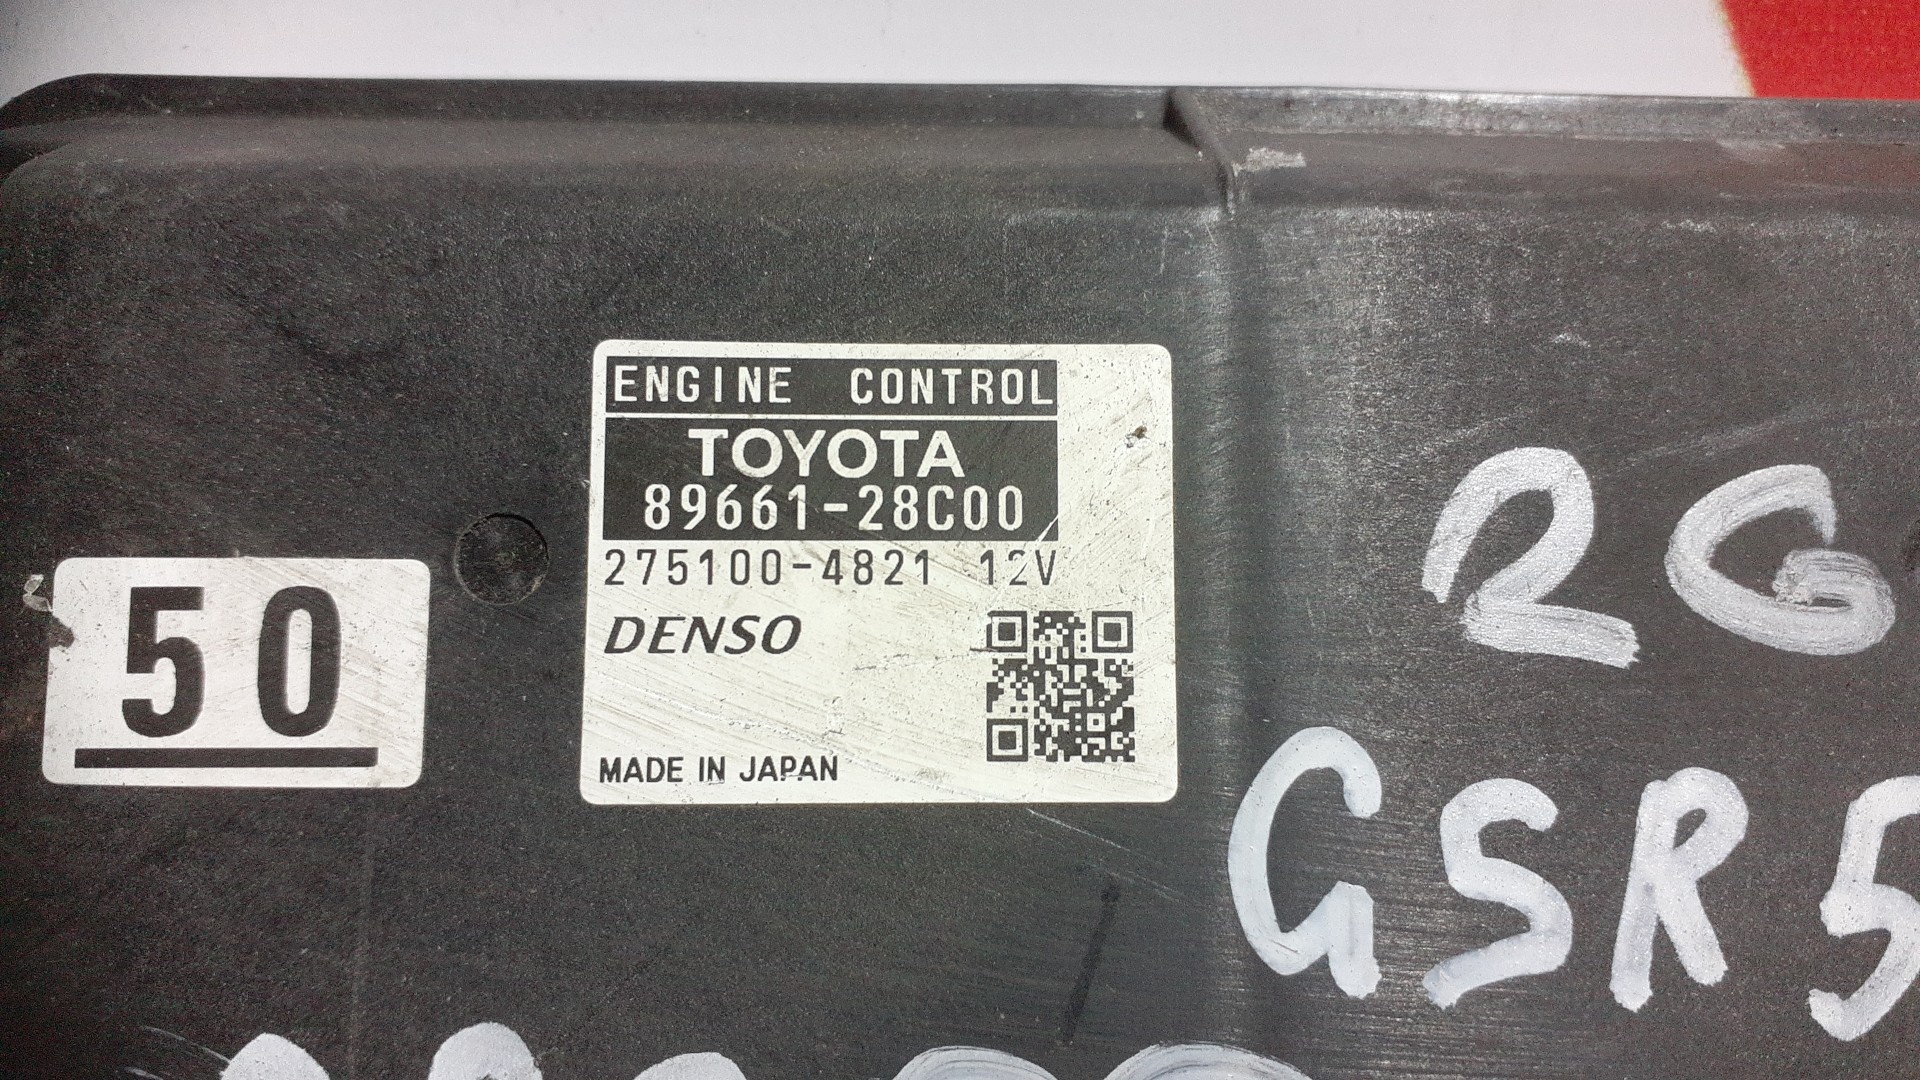 ENGINE CONTROL
TOYOTA
89661-28C00
275100-4821 12V
DENSO
MADE IN JAPAN
50
2G
GSR5